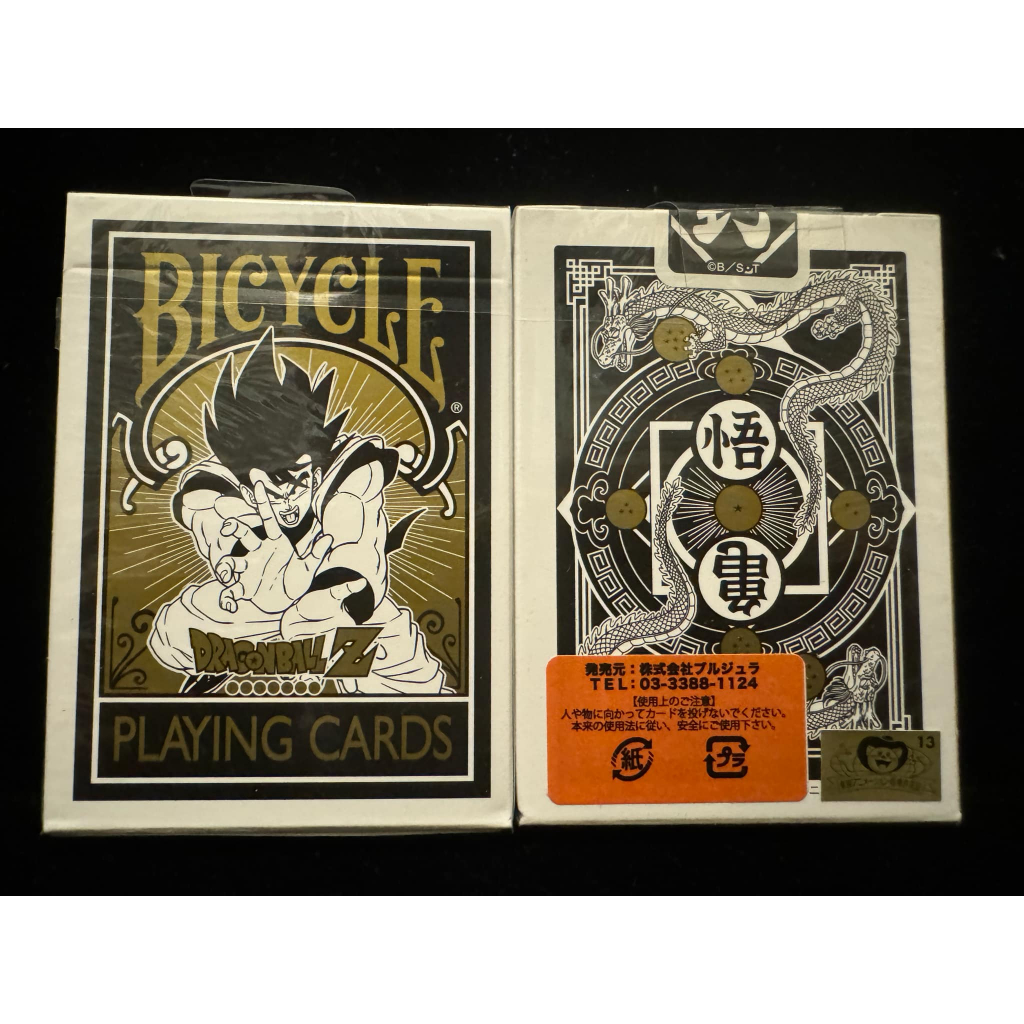 BICYCLE
®
DRAGONBALL Z
PLAYING CARDS
©B/S・T
悟
亀
発売元：株式会社プルジュラ
TEL：03-3388-1124
【使用上のご注意】
人や物に向かってカードを投げないでください。
本来の使用法に従い、安全にご使用下さい。
紙
プラ
13